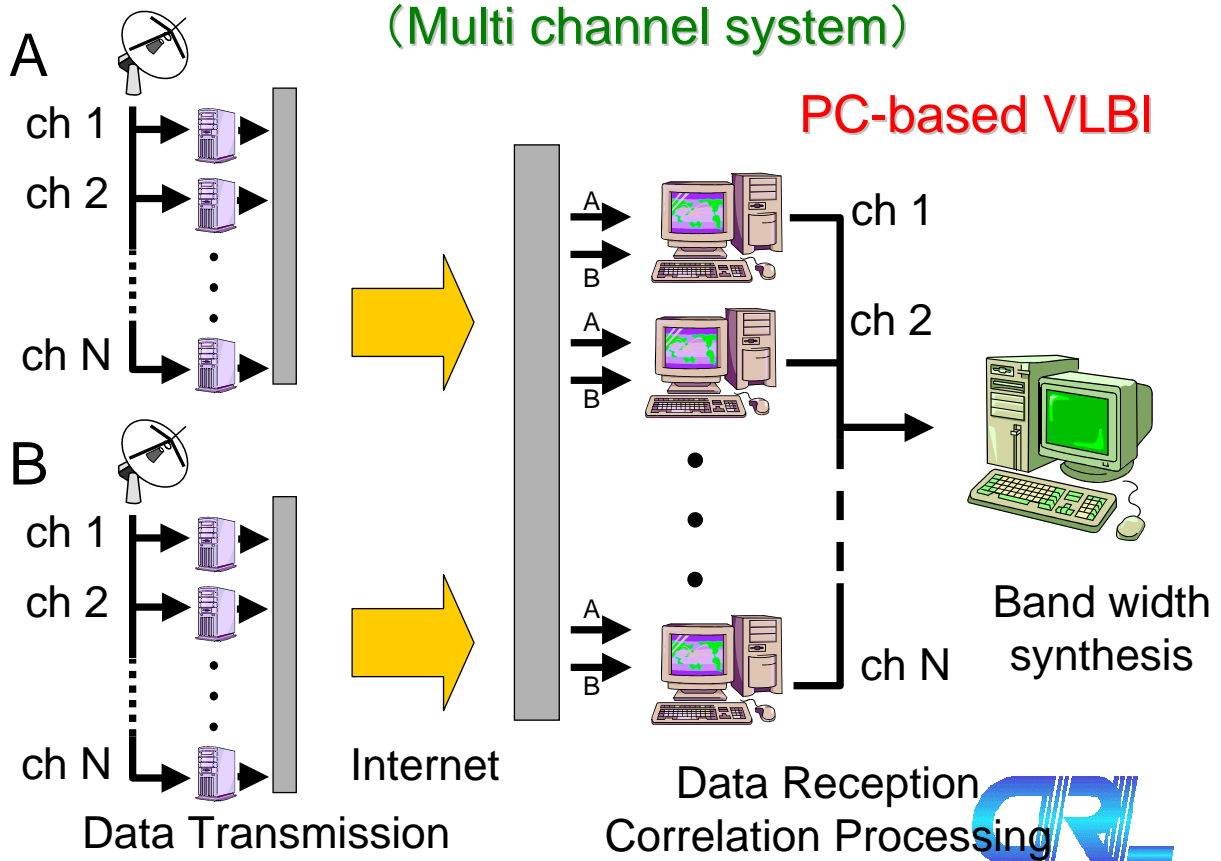 (Multi channel system)
PC-based VLBI
A
ch 1
ch 2
ch N
B
ch 1
ch 2
ch N
Data Transmission
Internet
A
B
A
B
A
B
ch 1
ch 2
ch N
Data Reception
Correlation Processing
Band width
synthesis
CRL